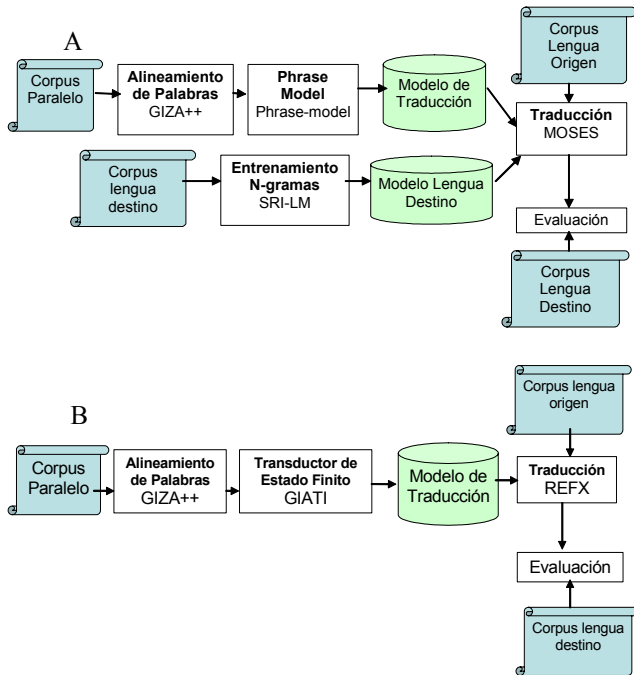 A
Corpus
Paralelo
Alineamiento
de Palabras
GIZA++
Phrase
Model
Phrase-model
Modelo de
Traducción
Corpus
Lengua
Origen
Traducción
MOSES
Corpus
lengua
destino
Entrenamiento
N-gramas
SRI-LM
Modelo Lengua
Destino
Evaluación
Corpus
Lengua
Destino
B
Corpus
Paralelo
Alineamiento
de Palabras
GIZA++
Transductor de
Estado Finito
GIATI
Modelo de
Traducción
Corpus lengua
origen
Traducción
REFX
Evaluación
Corpus lengua
destino